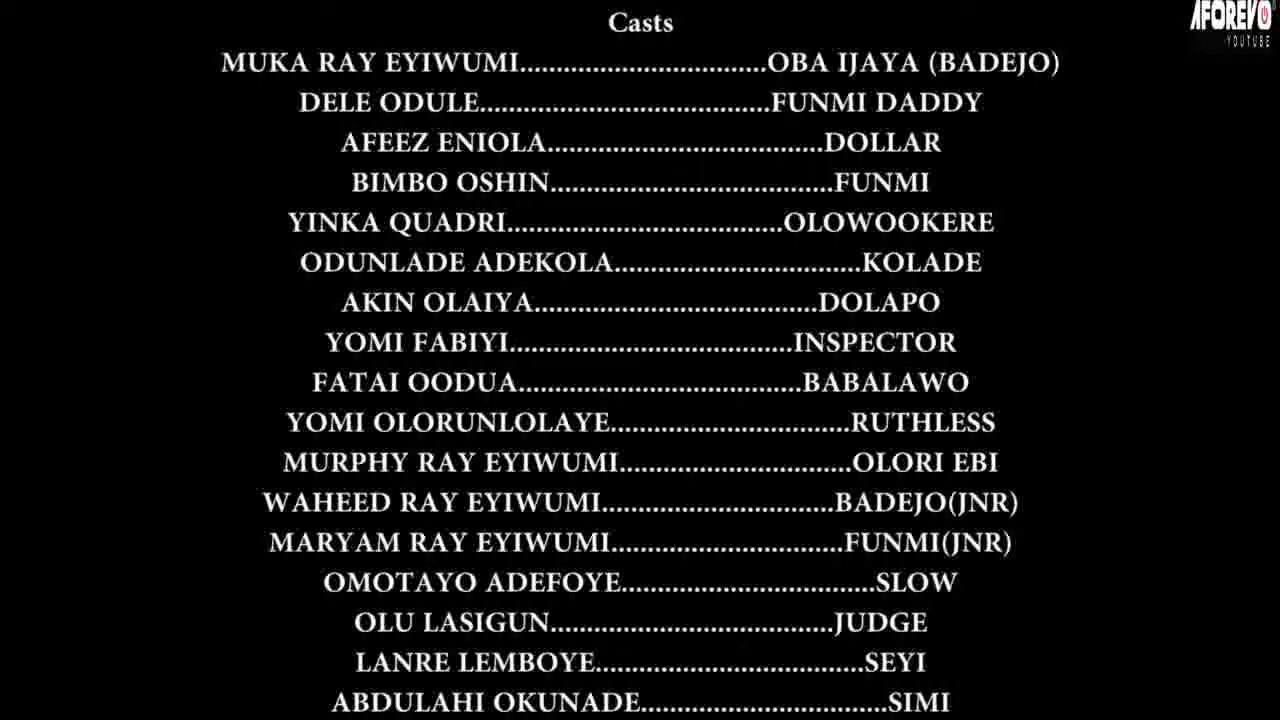 AFOREVO
YOUTUBE
Casts
MUKA RAY EYIWUMI..................................OBA IJAYA (BADEJO)
DELE ODULE........................................FUNMI DADDY
AFEEZ ENIOLA......................................DOLLAR
BIMBO OSHIN.......................................FUNMI
YINKA QUADRI......................................OLOWOOKERE
ODUNLADE ADEKOLA..................................KOLADE
AKIN OLAIYA.......................................DOLAPO
YOMI FABIYI.......................................INSPECTOR
FATAI OODUA.......................................BABALAWO
YOMI OLORUNLOLAYE.................................RUTHLESS
MURPHY RAY EYIWUMI................................OLORI EBI
WAHEED RAY EYIWUMI................................BADEJO(JNR)
MARYAM RAY EYIWUMI................................FUNMI(JNR)
OMOTAYO ADEFOYE...................................SLOW
OLU LASIGUN.......................................JUDGE
LANRE LEMBOYE.....................................SEYI
ABDULAHI OKUNADE..................................SIMI